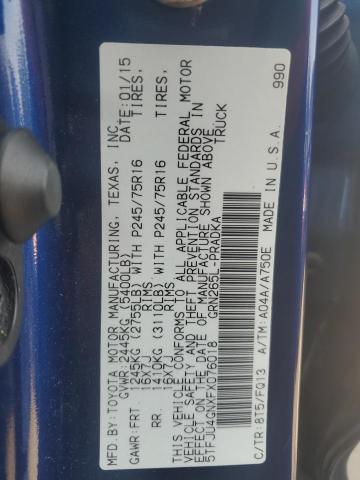 MFD. BY: TOYOTA MOTOR MANUFACTURING, TEXAS, INC. DATE: 01/15
GVWR: 2445KG (5400LB)
GAWR: FRT. 1245KG (2755LB) WITH P245/75R16 TIRES,
16X7J RIMS
RR. 1410KG (3110LB) WITH P245/75R16 TIRES,
16X7J RIMS
THIS VEHICLE CONFORMS TO ALL APPLICABLE FEDERAL MOTOR
VEHICLE SAFETY AND THEFT PREVENTION STANDARDS IN
EFFECT ON THE DATE OF MANUFACTURE SHOWN ABOVE
5TFJU4GNXFX076018 TRUCK
GRN265L-PRADKA
C/TR: 8T5/FQ13 A/TM: A04A/A750E MADE IN U.S.A.
990